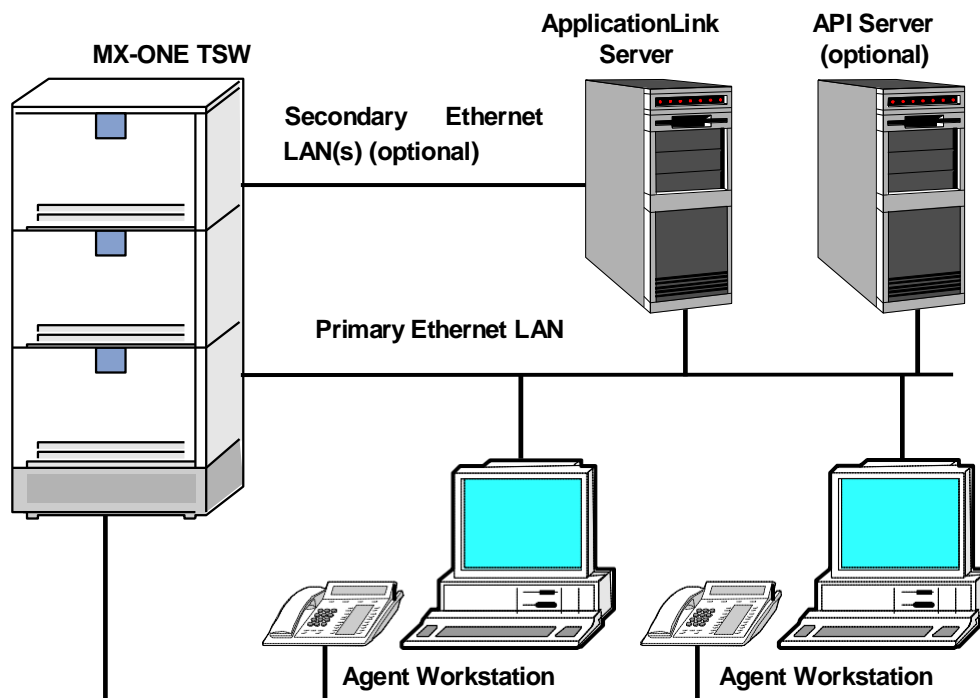 MX-ONE TSW
ApplicationLink
Server
API Server
(optional)
Secondary Ethernet
LAN(s) (optional)
Primary Ethernet LAN
Agent Workstation
Agent Workstation